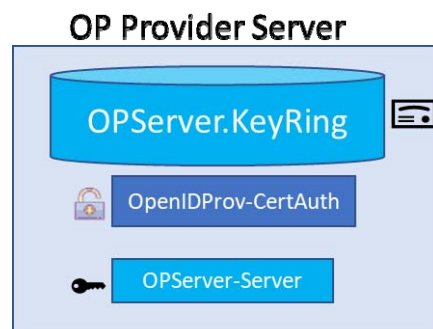 OP Provider Server
OPServer.KeyRing
OpenIDProv-CertAuth
OPServer-Server